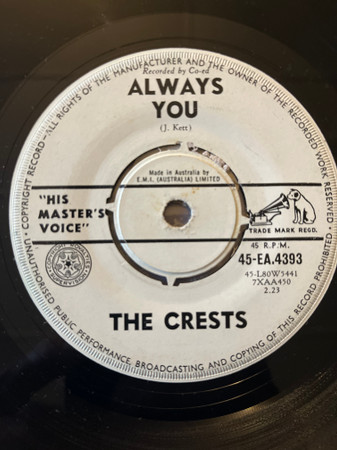 COPYRIGHT RECORD · ALL RIGHTS OF THE MANUFACTURER AND THE OWNER OF THE RECORDED WORK RESERVED ·
UNAUTHORISED PUBLIC PERFORMANCE, BROADCASTING AND COPYING OF THIS RECORD PROHIBITED ·
Recorded by Co-ed
ALWAYS
YOU
(J. Kett)
Made in Australia by
E.M.I. (AUSTRALIA) LIMITED
"HIS
MASTER'S
VOICE"
TRADE MARK REGD.
45 R.P.M.
45-EA.4393
45-L80W5441
7XAA450
2.23
THE CRESTS